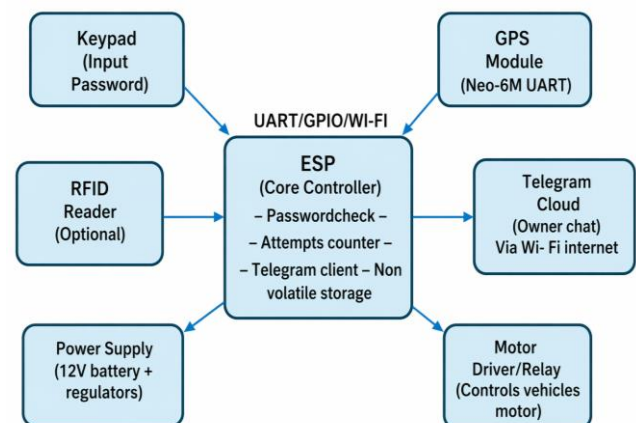 Keypad
(Input
Password)
GPS
Module
(Neo-6M UART)
UART/GPIO/WI-FI
RFID
Reader
(Optional)
ESP
(Core Controller)
– Passwordcheck –
– Attempts counter –
– Telegram client – Non
volatile storage
Telegram
Cloud
(Owner chat)
Via Wi- Fi internet
Power Supply
(12V battery +
regulators)
Motor
Driver/Relay
(Controls vehicles
motor)